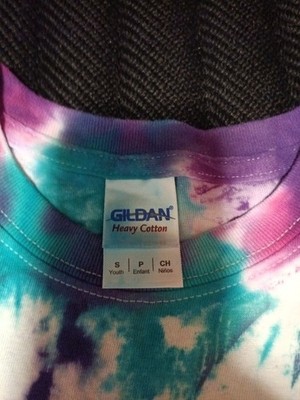 GILDAN®
Heavy Cotton
S P CH
Youth Enfant Niños